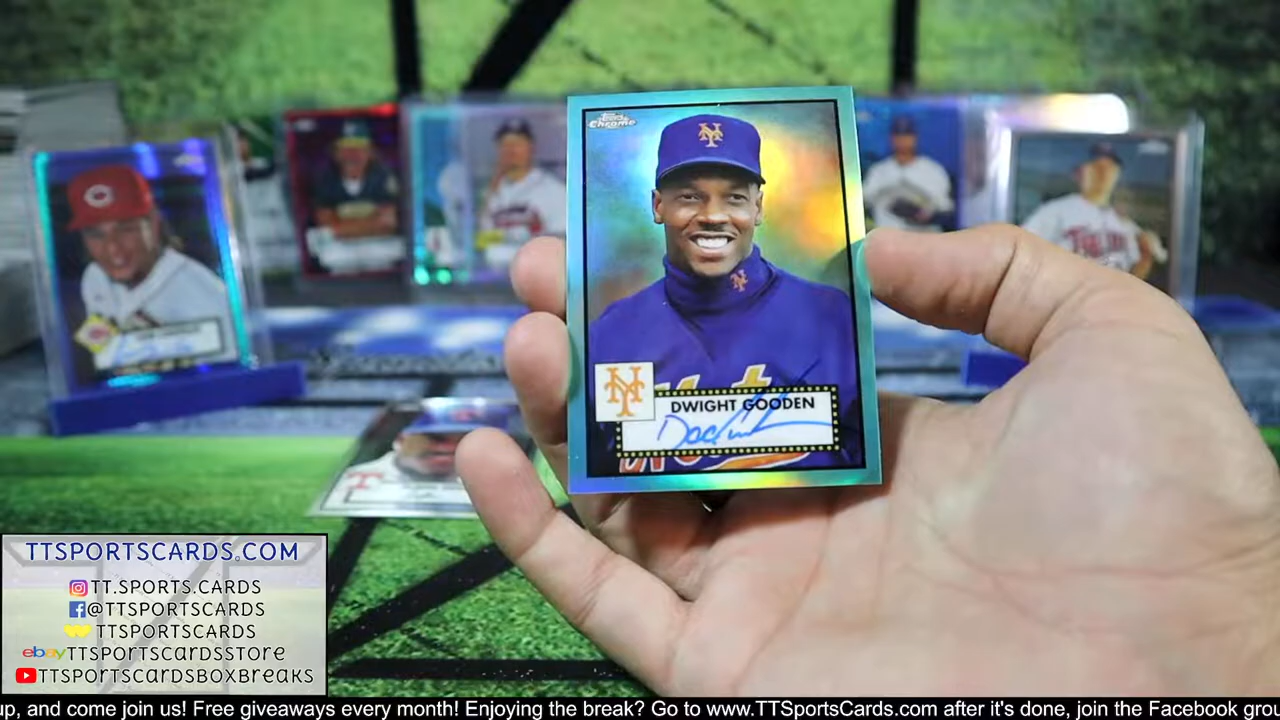 Topps
Chrome
NY
NY
DWIGHT GOODEN
TTSPORTSCARDS.COM
TT.SPORTS.CARDS
@TTSPORTSCARDS
TTSPORTSCARDS
ebay TTSPORTSCARDSSTORE
TTSPORTSCARDSBOXBREAKS
up, and come join us! Free giveaways every month! Enjoying the break? Go to www.TTSportsCards.com after it's done, join the Facebook grou